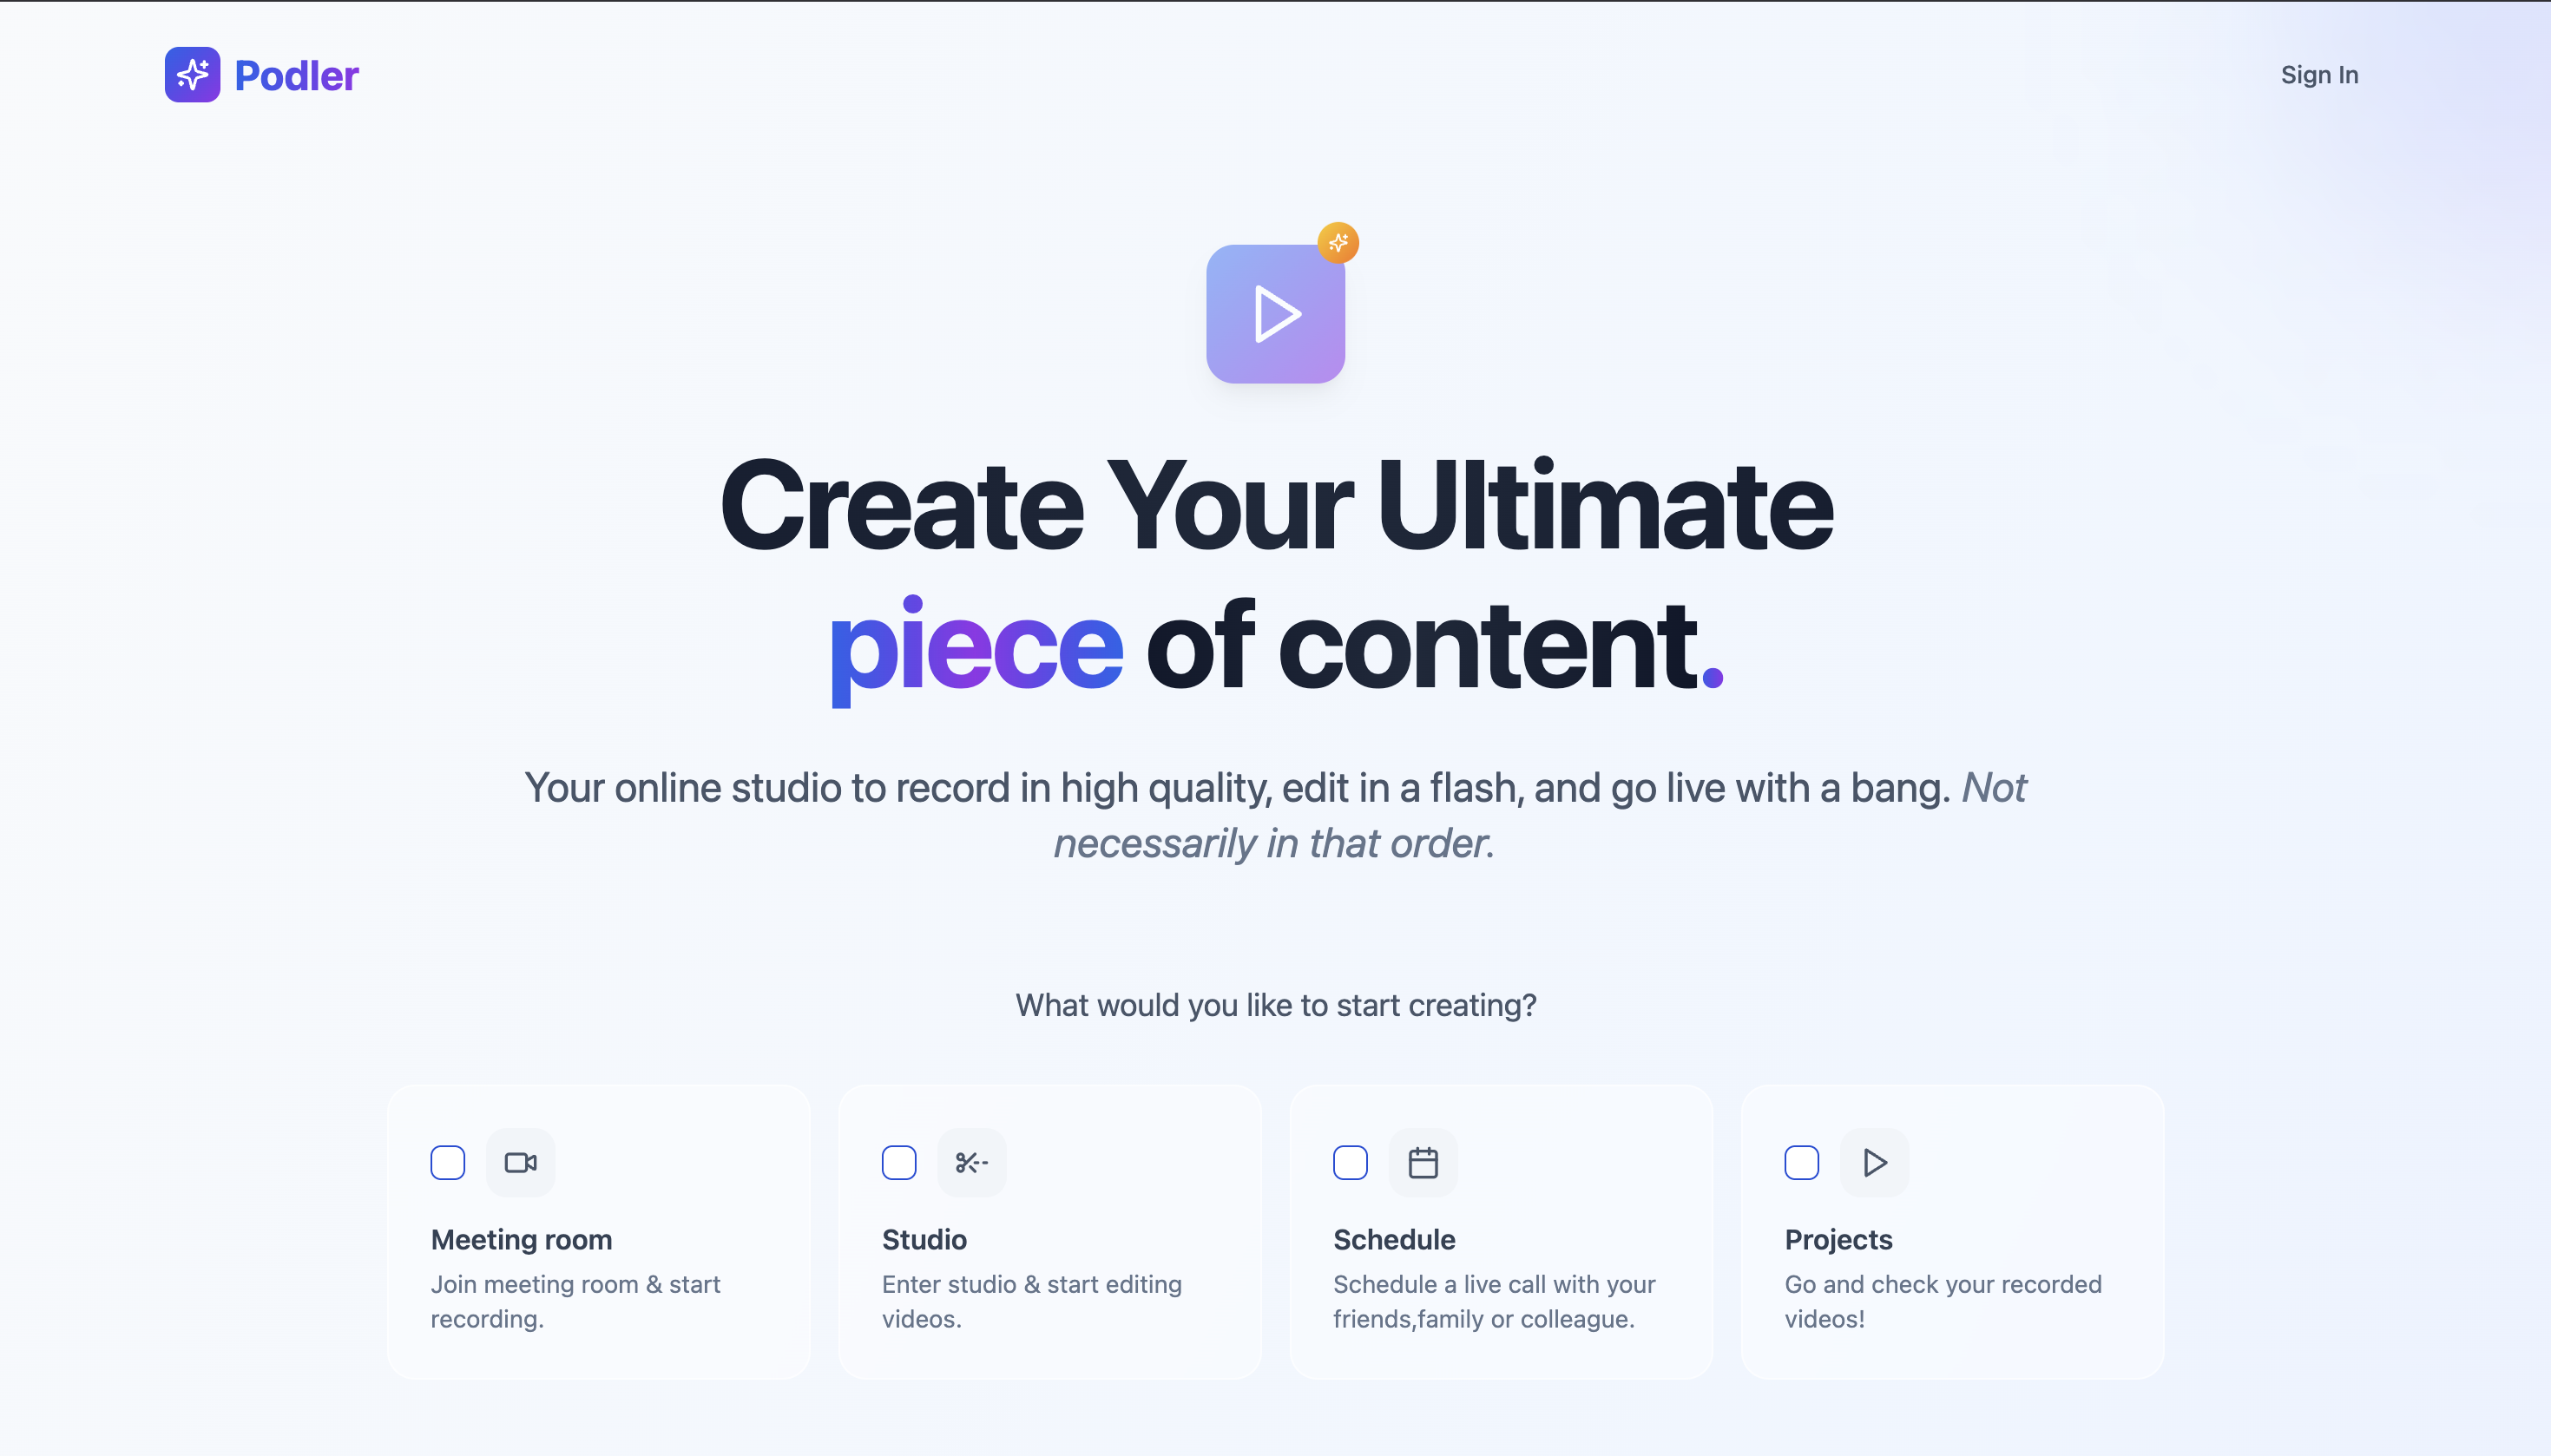 Podler
Sign In
Create Your Ultimate
piece of content.
Your online studio to record in high quality, edit in a flash, and go live with a bang. Not
necessarily in that order.
What would you like to start creating?
Meeting room
Join meeting room & start
recording.
Studio
Enter studio & start editing
videos.
Schedule
Schedule a live call with your
friends,family or colleague.
Projects
Go and check your recorded
videos!